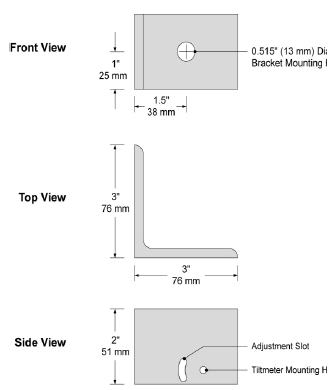 Front View
1"
25 mm
0.515" (13 mm)
Bracket Mounting
1.5"
38 mm
Top View
3"
76 mm
3"
76 mm
Side View
2"
51 mm
Adjustment Slot
Tiltmeter Mounting